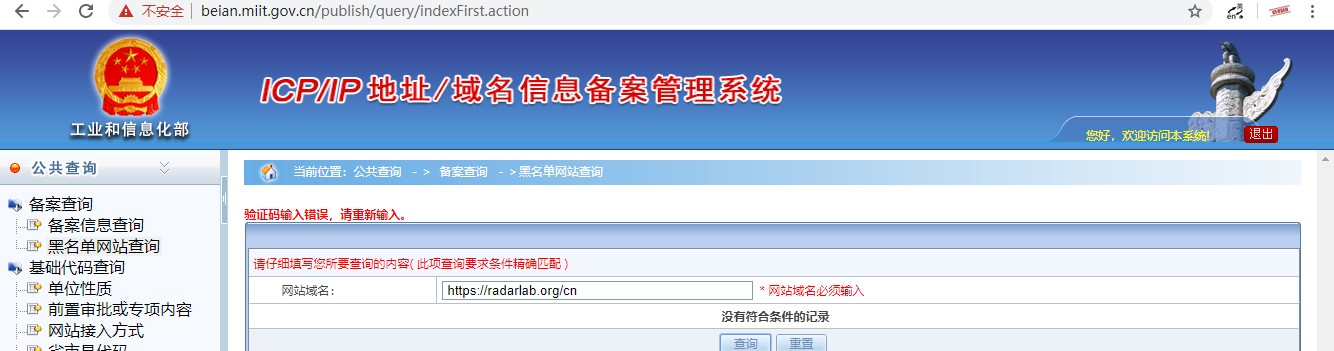 不安全 beian.miit.gov.cn/publish/query/indexFirst.action
ICP/IP 地址/域名信息备案管理系统
工业和信息化部
您好，欢迎访问本系统! 退出
公共查询
当前位置：公共查询 -> 备案查询 ->黑名单网站查询
备案查询
备案信息查询
黑名单网站查询
基础代码查询
单位性质
前置审批或专项内容
网站接入方式
验证码输入错误，请重新输入。
请仔细填写您所要查询的内容( 此项查询要求条件精确匹配 )
网站域名： https://radarlab.org/cn * 网站域名必须输入
没有符合条件的记录
查询 重置